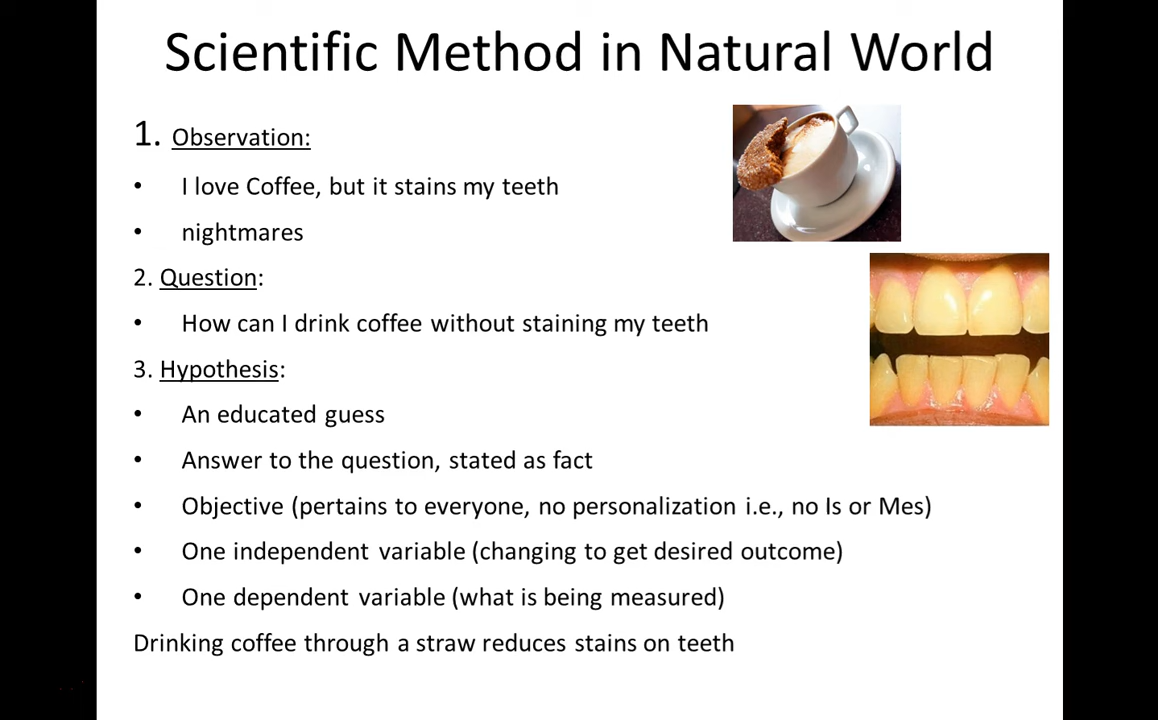 Scientific Method in Natural World
1. Observation:
• I love Coffee, but it stains my teeth
• nightmares
2. Question:
• How can I drink coffee without staining my teeth
3. Hypothesis:
• An educated guess
• Answer to the question, stated as fact
• Objective (pertains to everyone, no personalization i.e., no Is or Mes)
• One independent variable (changing to get desired outcome)
• One dependent variable (what is being measured)
Drinking coffee through a straw reduces stains on teeth